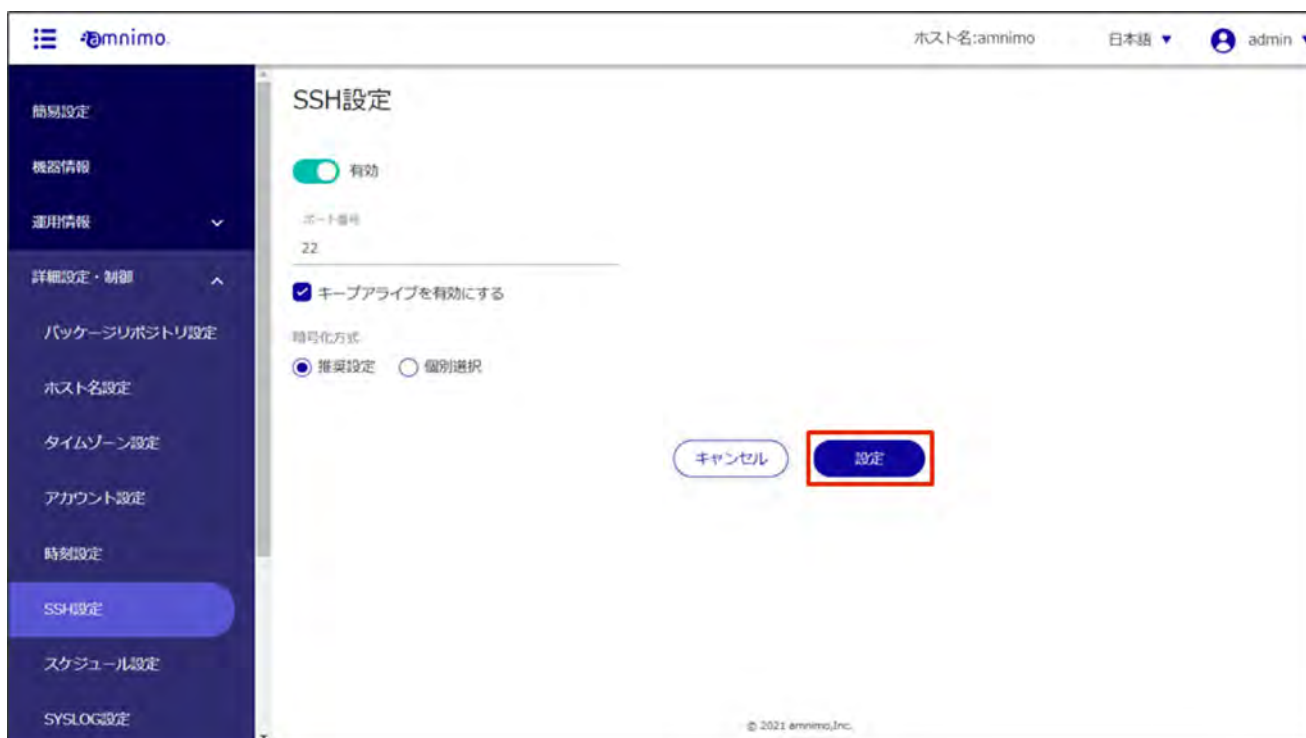 amnimo.
ホスト名:amnimo
日本語 ▼
admin
簡易設定
機器情報
運用情報
詳細設定・制御
パッケージリポジトリ設定
ホスト名設定
タイムゾーン設定
アカウント設定
時刻設定
SSH設定
スケジュール設定
SYSLOG設定
SSH設定
有効
ポート番号
22
キープアライブを有効にする
暗号化方式
推奨設定 個別選択
キャンセル 設定
© 2021 amnimo,Inc.